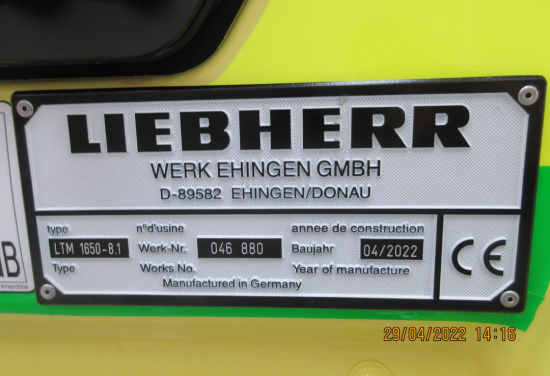 LIEBHERR
WERK EHINGEN GMBH
D-89582 EHINGEN/DONAU
type n°d'usine annee de construction
LTM 1650-8.1 Werk-Nr. 046 880 Baujahr 04/2022
Type Works No. Year of manufacture
Manufactured in Germany
CE
NB
29/04/2022 14:16